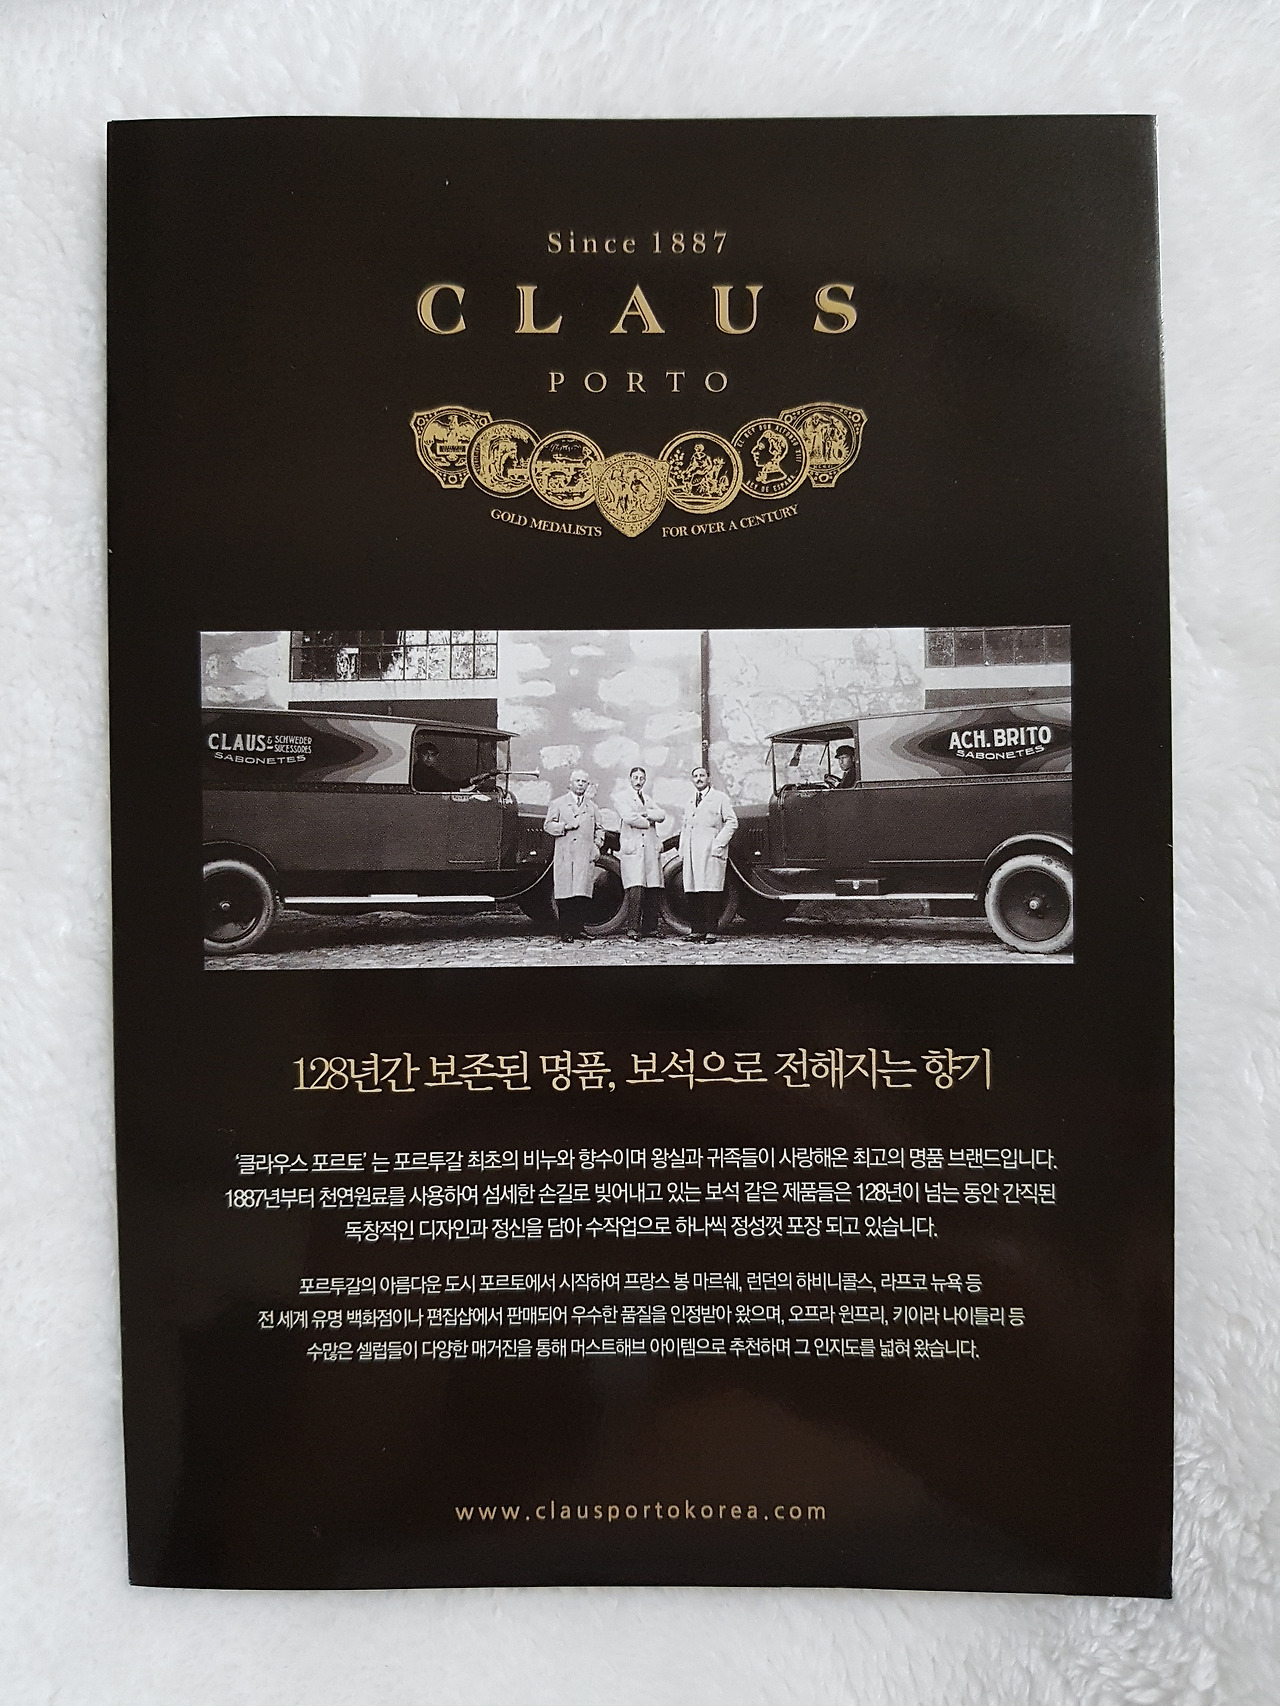 Since 1887
CLAUS
PORTO
EL REY DON ALFONSO XIII
REY DE ESPAÑA
GOLD MEDALISTS FOR OVER A CENTURY
CLAUS & SCHWEDER SUCESSORES
SABONETES
ACH. BRITO
SABONETES
128년간 보존된 명품, 보석으로 전해지는 향기
'클라우스 포르토' 는 포르투갈 최초의 비누와 향수이며 왕실과 귀족들이 사랑해온 최고의 명품 브랜드입니다.
1887년부터 천연원료를 사용하여 섬세한 손길로 빚어내고 있는 보석 같은 제품들은 128년이 넘는 동안 간직된
독창적인 디자인과 정신을 담아 수작업으로 하나씩 정성껏 포장 되고 있습니다.
포르투갈의 아름다운 도시 포르토에서 시작하여 프랑스 봉 마르쉐, 런던의 하비니콜스, 라프코 뉴욕 등
전 세계 유명 백화점이나 편집샵에서 판매되어 우수한 품질을 인정받아 왔으며, 오프라 윈프리, 키이라 나이틀리 등
수많은 셀럽들이 다양한 매거진을 통해 머스트해브 아이템으로 추천하며 그 인지도를 넓혀 왔습니다.
www.clausportokorea.com